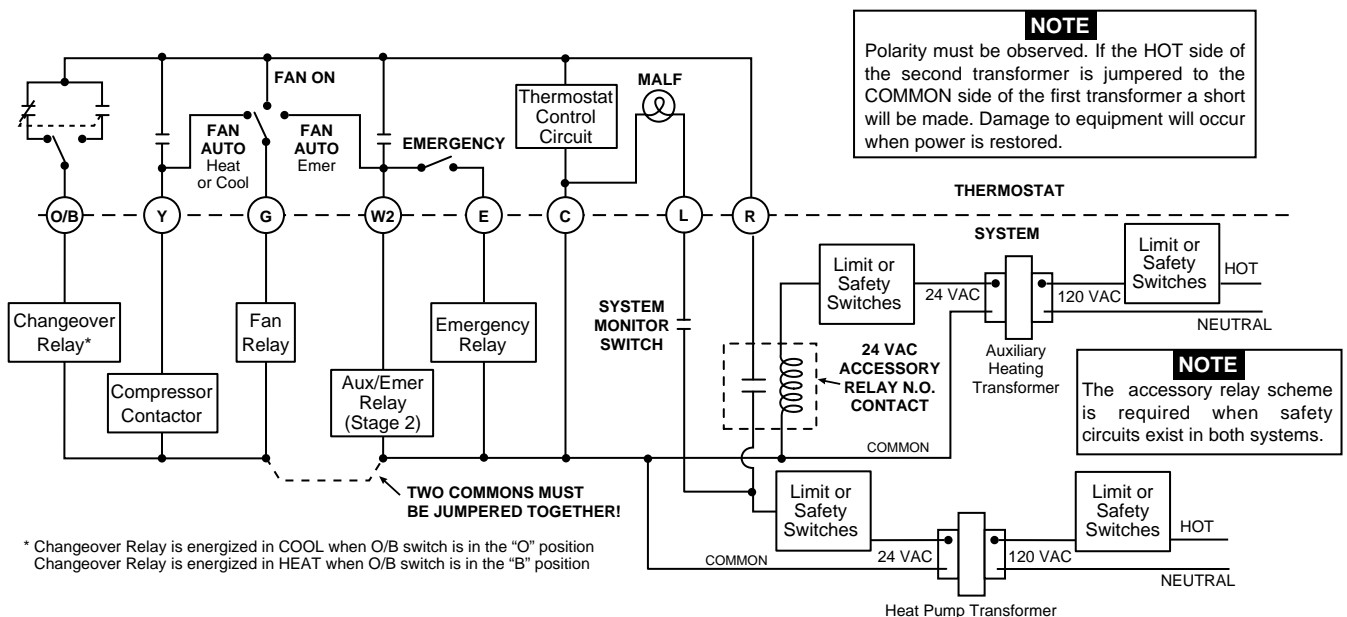 NOTE
Polarity must be observed. If the HOT side of
the second transformer is jumpered to the
COMMON side of the first transformer a short
will be made. Damage to equipment will occur
when power is restored.
FAN ON
MALF
Thermostat
Control
Circuit
FAN
AUTO
Heat
or Cool
FAN
AUTO
Emer
EMERGENCY
THERMOSTAT
O/B
Y
G
W2
E
C
L
R
SYSTEM
Limit or
Safety
Switches
24 VAC
120 VAC
Limit or
Safety
Switches
HOT
NEUTRAL
Auxiliary
Heating
Transformer
Changeover
Relay*
Compressor
Contactor
Fan
Relay
Aux/Emer
Relay
(Stage 2)
Emergency
Relay
SYSTEM
MONITOR
SWITCH
24 VAC
ACCESSORY
RELAY N.O.
CONTACT
NOTE
The accessory relay scheme
is required when safety
circuits exist in both systems.
COMMON
TWO COMMONS MUST
BE JUMPERED TOGETHER!
Limit or
Safety
Switches
24 VAC
120 VAC
Limit or
Safety
Switches
HOT
NEUTRAL
COMMON
Heat Pump Transformer
* Changeover Relay is energized in COOL when O/B switch is in the “O” position
Changeover Relay is energized in HEAT when O/B switch is in the “B” position